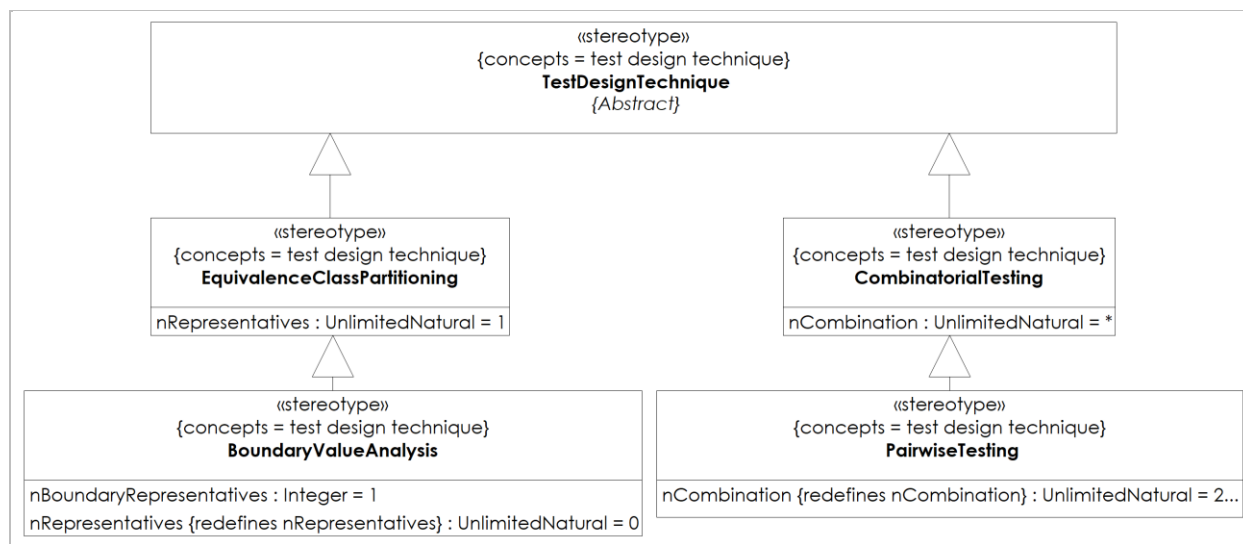 «stereotype»
{concepts = test design technique}
TestDesignTechnique
{Abstract}
«stereotype»
{concepts = test design technique}
EquivalenceClassPartitioning
nRepresentatives : UnlimitedNatural = 1
«stereotype»
{concepts = test design technique}
CombinatorialTesting
nCombination : UnlimitedNatural = *
«stereotype»
{concepts = test design technique}
BoundaryValueAnalysis
nBoundaryRepresentatives : Integer = 1
nRepresentatives {redefines nRepresentatives} : UnlimitedNatural = 0
«stereotype»
{concepts = test design technique}
PairwiseTesting
nCombination {redefines nCombination} : UnlimitedNatural = 2...